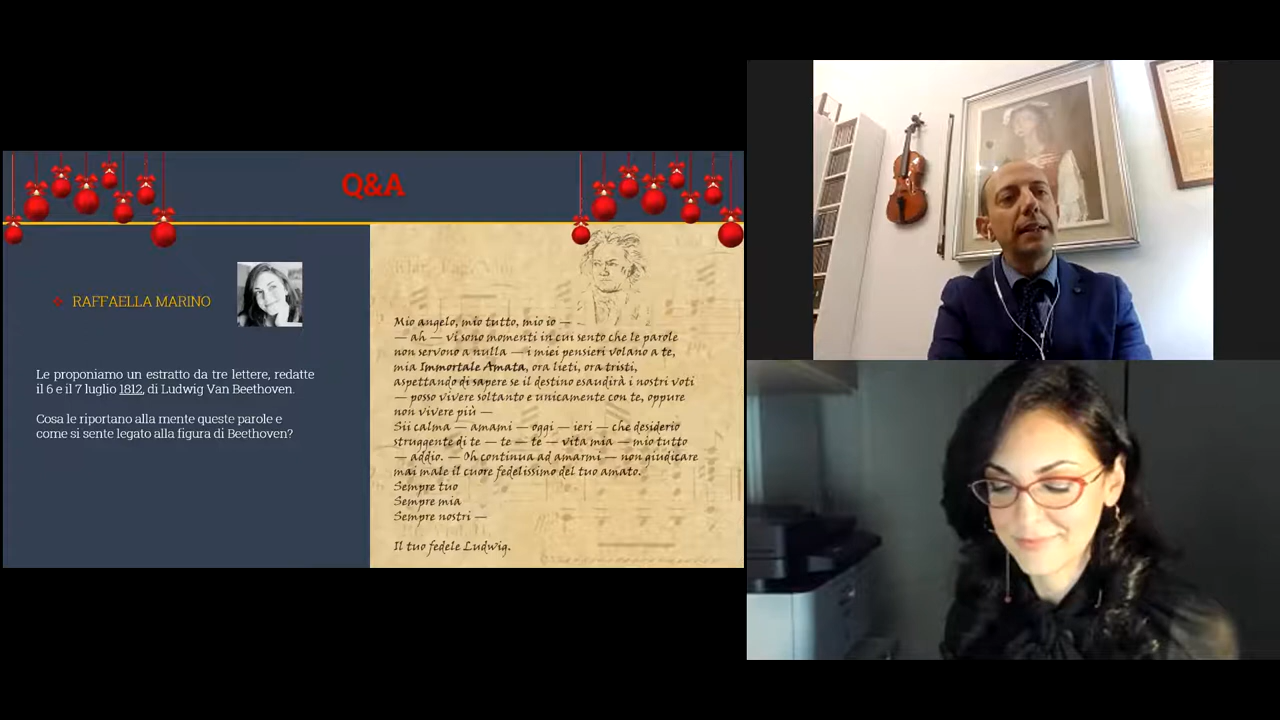 Q&A
RAFFAELLA MARINO
Le proponiamo un estratto da tre lettere, redatte
il 6 e il 7 luglio 1812, di Ludwig Van Beethoven.
Cosa le riportano alla mente queste parole e
come si sente legato alla figura di Beethoven?
Mio angelo, mio tutto, mio io —
— ah — vi sono momenti in cui sento che le parole
non servono a nulla — i miei pensieri volano a te,
mia Immortale Amata, ora lieti, ora tristi,
aspettando di sapere se il destino esaudirà i nostri voti
— posso vivere soltanto e unicamente con te, oppure
non vivere più —
Sii calma — amami — oggi — ieri — che desiderio
struggente di te — te — te — vita mia — mio tutto
— addio. — Oh continua ad amarmi — non giudicare
mai male il cuore fedelissimo del tuo amato.
Sempre tuo
Sempre mia
Sempre nostri —
Il tuo fedele Ludwig.